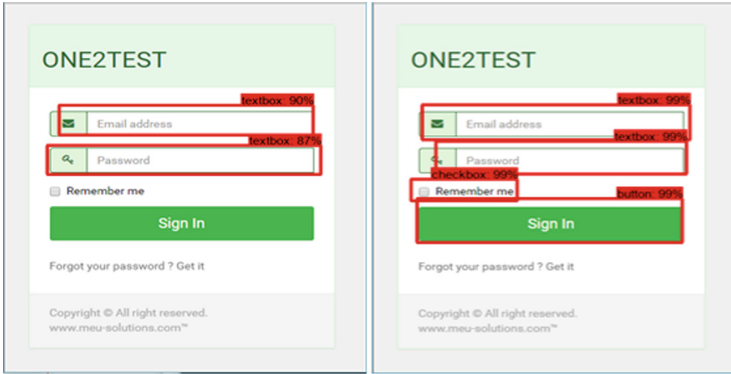 ONE2TEST
textbox: 90%
Email address
textbox: 87%
Password
Remember me
Sign In
Forgot your password ? Get it
Copyright © All right reserved.
www.meu-solutions.com™
ONE2TEST
textbox: 99%
Email address
textbox: 99%
Password
checkbox: 99%
Remember me
button: 99%
Sign In
Forgot your password ? Get it
Copyright © All right reserved.
www.meu-solutions.com™